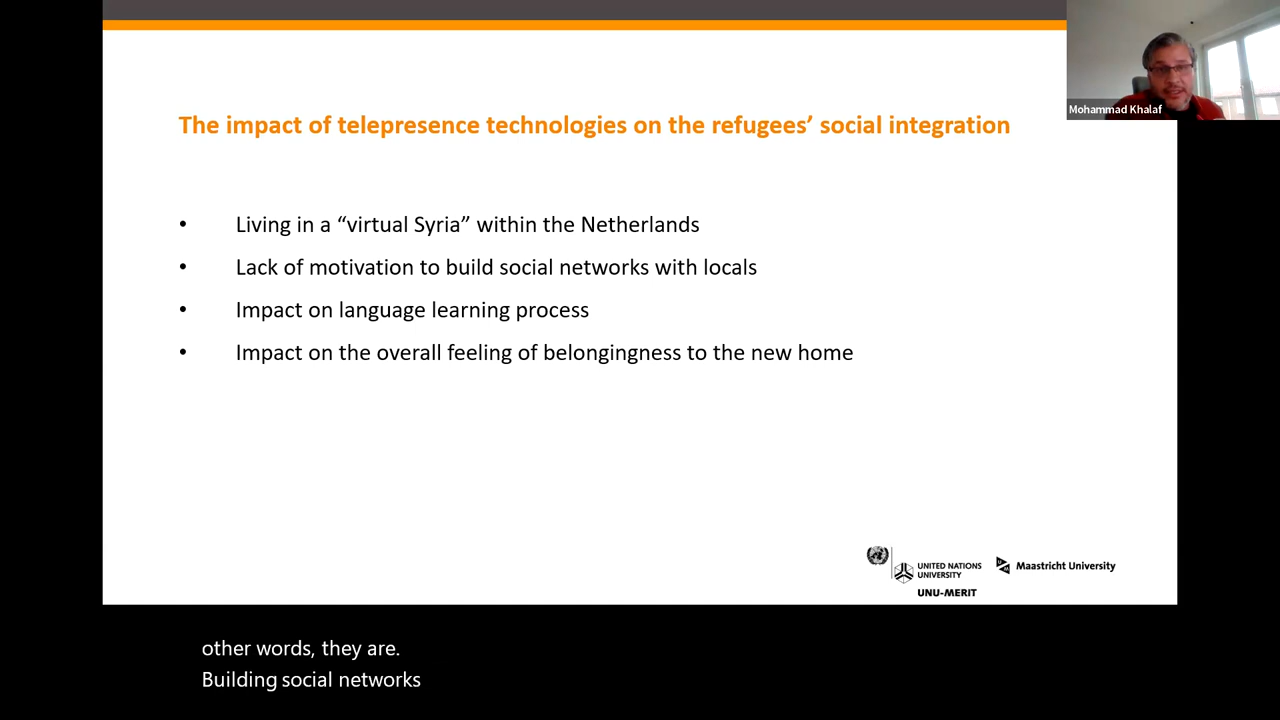 Mohammad Khalaf
The impact of telepresence technologies on the refugees’ social integration
• Living in a “virtual Syria” within the Netherlands
• Lack of motivation to build social networks with locals
• Impact on language learning process
• Impact on the overall feeling of belongingness to the new home
UNITED NATIONS
UNIVERSITY
UNU-MERIT
Maastricht University
other words, they are.
Building social networks